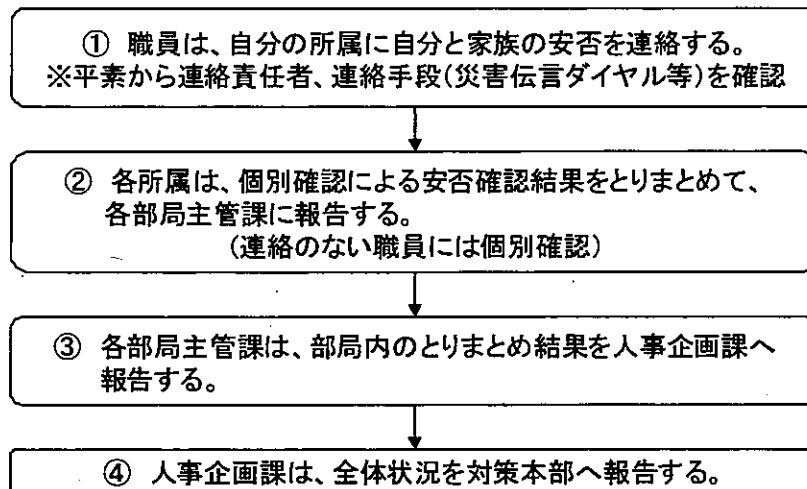 ① 職員は、自分の所属に自分と家族の安否を連絡する。
※平素から連絡責任者、連絡手段(災害伝言ダイヤル等)を確認
② 各所属は、個別確認による安否確認結果をとりまとめて、
各部局主管課に報告する。
(連絡のない職員には個別確認)
③ 各部局主管課は、部局内のとりまとめ結果を人事企画課へ
報告する。
④ 人事企画課は、全体状況を対策本部へ報告する。